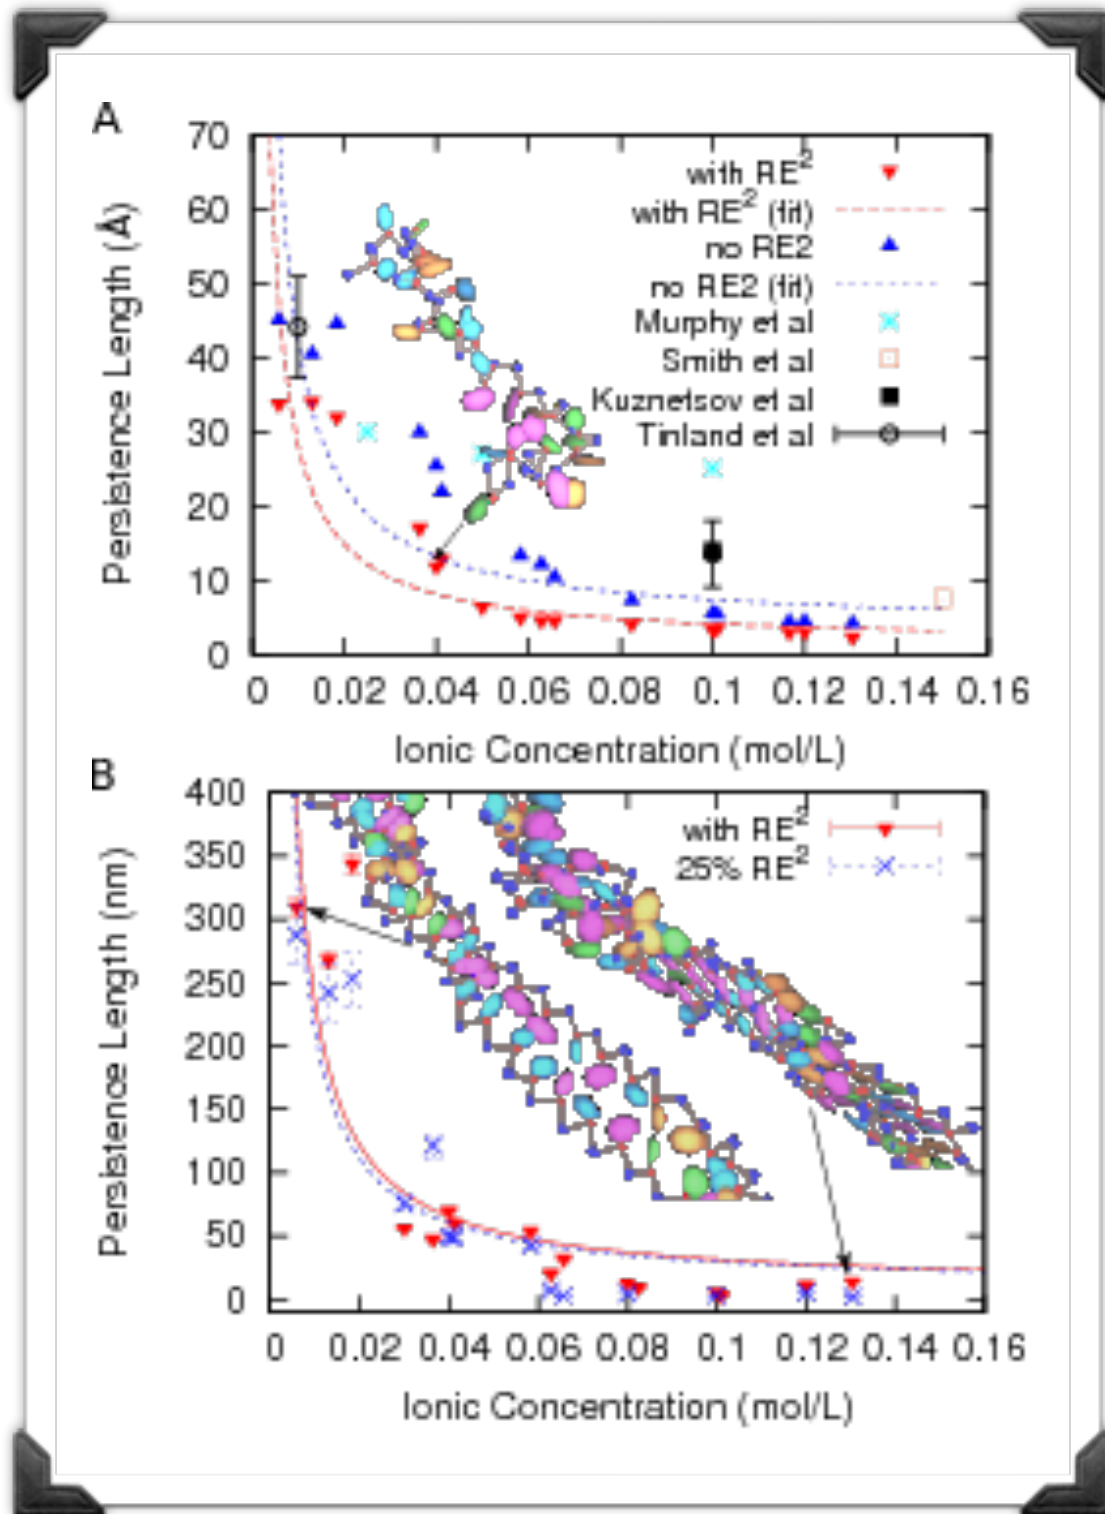 A
70
60
50
40
30
20
10
0
Persistence Length (Å)
with RE²
with RE² (fit)
no RE2
no RE2 (fit)
Murphy et al
Smith et al
Kuznetsov et al
Tinland et al
0 0.02 0.04 0.06 0.08 0.1 0.12 0.14 0.16
Ionic Concentration (mol/L)
B
400
350
300
250
200
150
100
50
0
Persistence Length (nm)
with RE²
25% RE²
0 0.02 0.04 0.06 0.08 0.1 0.12 0.14 0.16
Ionic Concentration (mol/L)